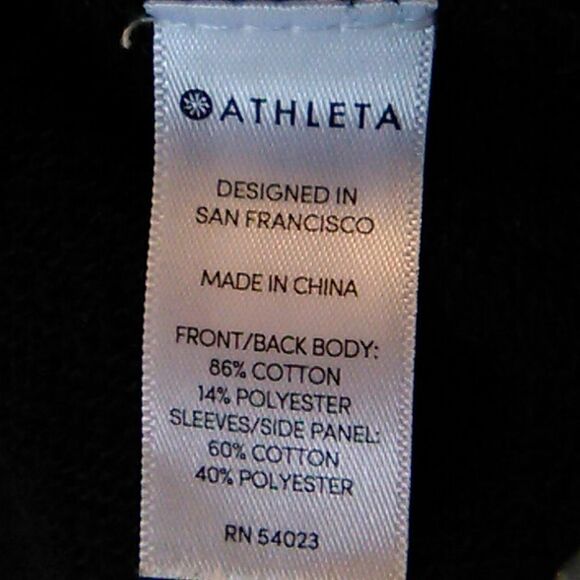 ATHLETA
DESIGNED IN
SAN FRANCISCO
MADE IN CHINA
FRONT/BACK BODY:
86% COTTON
14% POLYESTER
SLEEVES/SIDE PANEL:
60% COTTON
40% POLYESTER
RN 54023